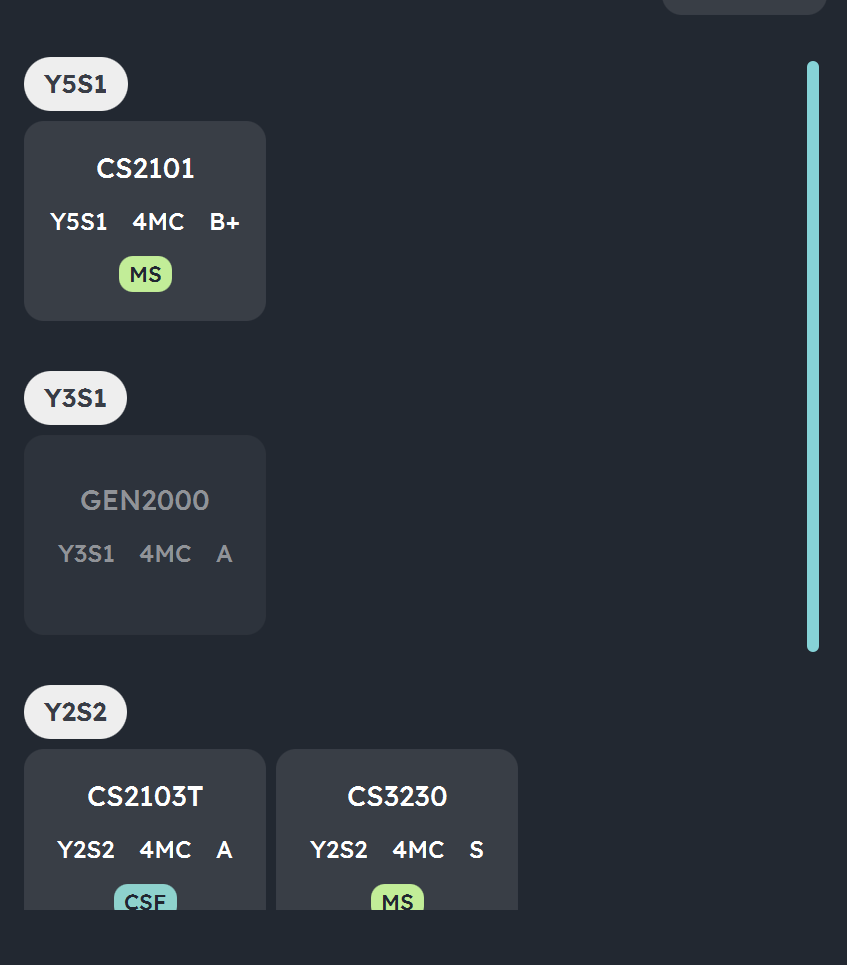 Y5S1
CS2101
Y5S1 4MC B+
MS
Y3S1
GEN2000
Y3S1 4MC A
Y2S2
CS2103T CS3230
Y2S2 4MC A Y2S2 4MC S
CSF MS